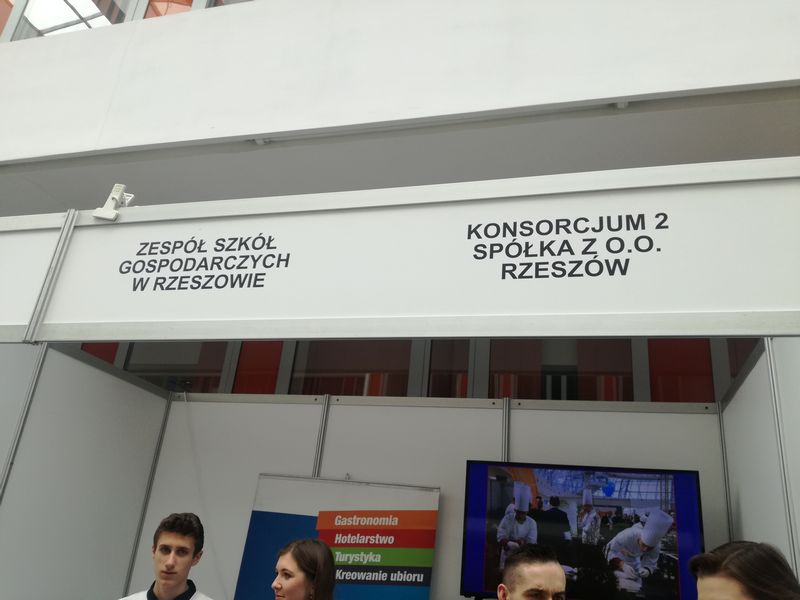 ZESPÓŁ SZKÓŁ
GOSPODARCZYCH
W RZESZOWIE
KONSORCJUM 2
SPÓŁKA Z O.O.
RZESZÓW
Gastronomia
Hotelarstwo
Turystyka
Kreowanie ubioru